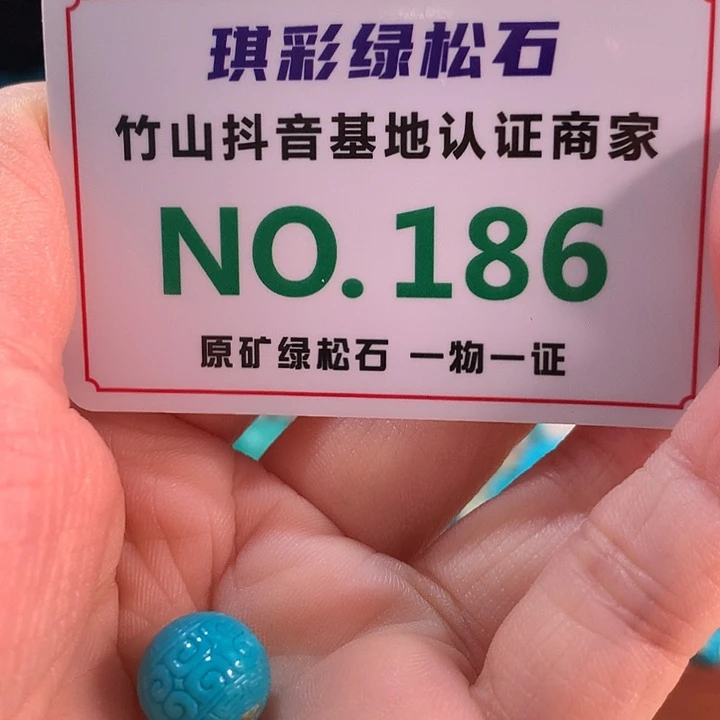 琪彩绿松石
竹山抖音基地认证商家
NO.186
原矿绿松石 一物一证